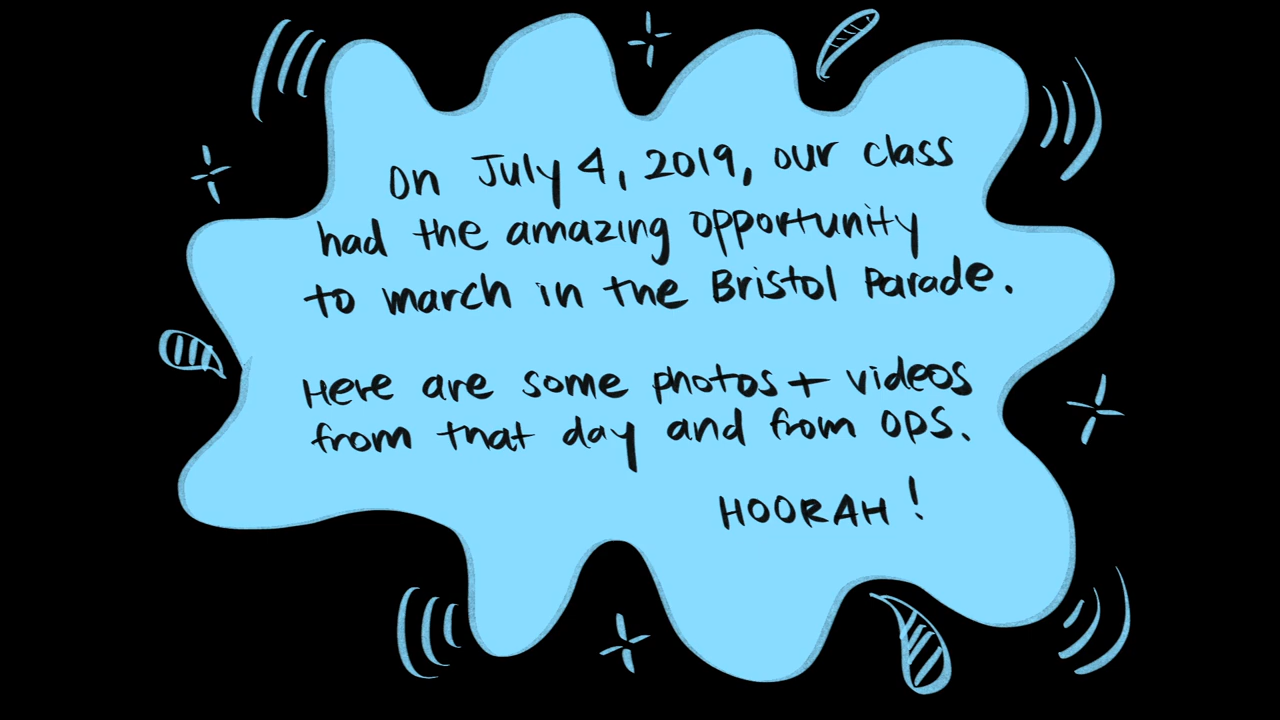 On July 4, 2019, our class
had the amazing opportunity
to march in the Bristol Parade.
Here are some photos + videos
from that day and from OPS.
HOORAH!